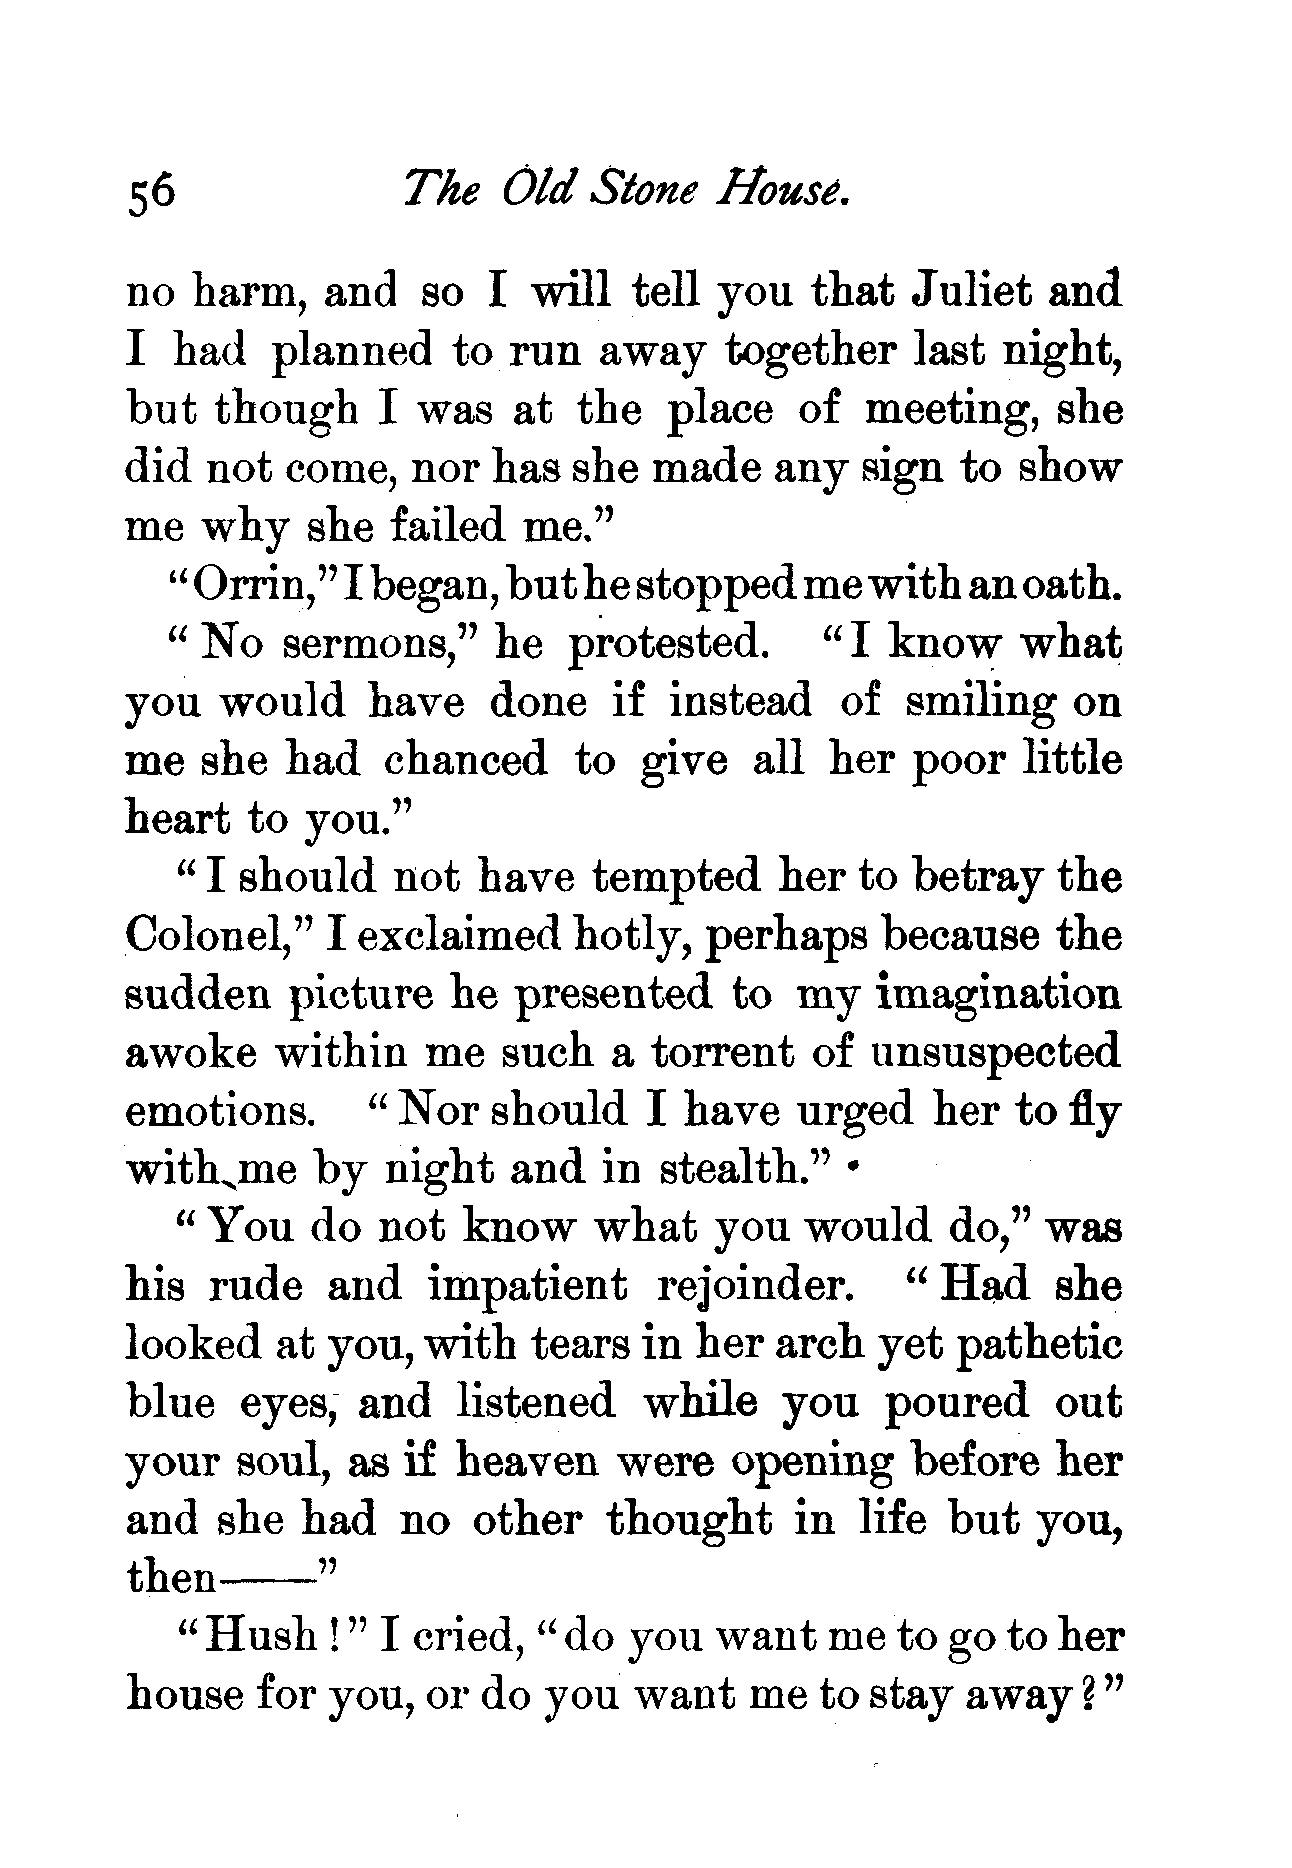 56 The Old Stone House.
no harm, and so I will tell you that Juliet and
I had planned to run away together last night,
but though I was at the place of meeting, she
did not come, nor has she made any sign to show
me why she failed me.”
“Orrin,” I began, but he stopped me with an oath.
“No sermons,” he protested. “I know what
you would have done if instead of smiling on
me she had chanced to give all her poor little
heart to you.”
“I should not have tempted her to betray the
Colonel,” I exclaimed hotly, perhaps because the
sudden picture he presented to my imagination
awoke within me such a torrent of unsuspected
emotions. “Nor should I have urged her to fly
with me by night and in stealth.”
“You do not know what you would do,” was
his rude and impatient rejoinder. “Had she
looked at you, with tears in her arch yet pathetic
blue eyes, and listened while you poured out
your soul, as if heaven were opening before her
and she had no other thought in life but you,
then——”
“Hush!” I cried, “do you want me to go to her
house for you, or do you want me to stay away?”